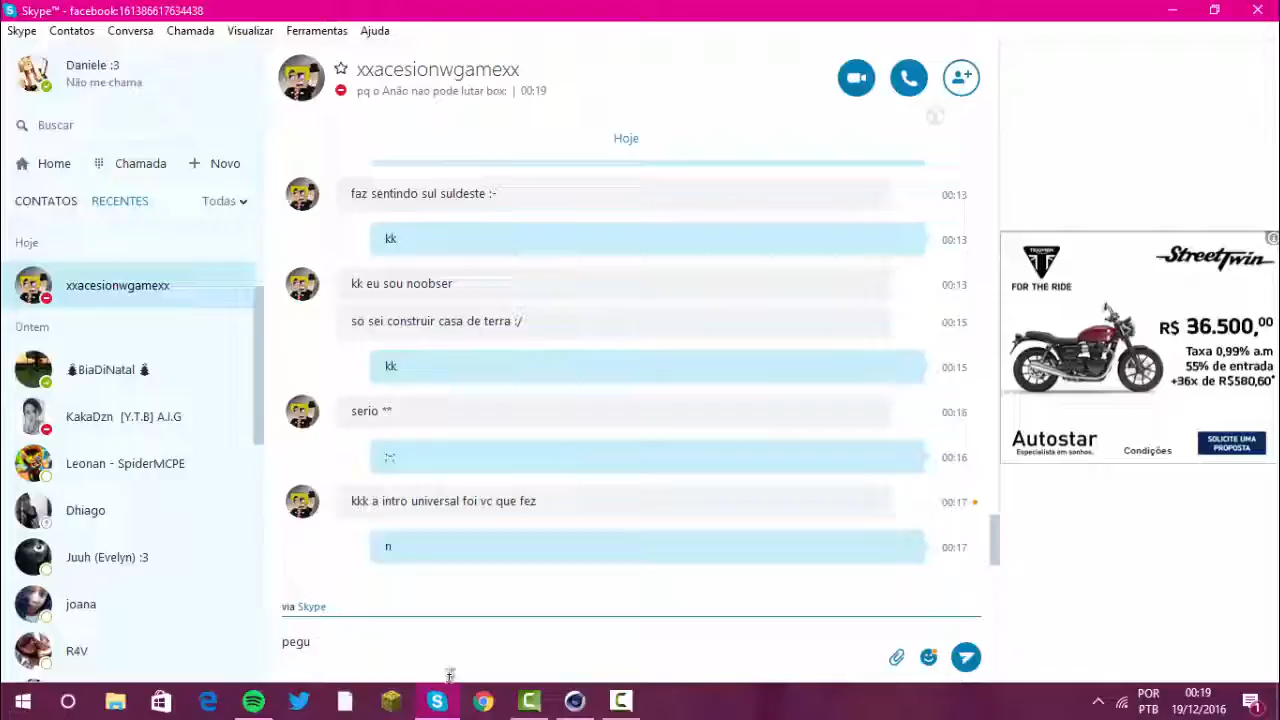 Skype™ - facebook:161386617634438
Skype Contatos Conversa Chamada Visualizar Ferramentas Ajuda
Daniele :3
Não me chama
Buscar
Home Chamada Novo
CONTATOS RECENTES Todas
Hoje
xxacesionwgamexx
Ontem
BiaDiNatal
KakaDzn [Y.T.B] A.I.G
Leonan - SpiderMCPE
Dhiago
Juuh (Evelyn) :3
joana
R4V
xxacesionwgamexx
pq o Anão nao pode lutar box: | 00:19
Hoje
faz sentindo sul suldeste :- 00:13
kk 00:13
kk eu sou noobser 00:13
so sei construir casa de terra :/ 00:15
kk 00:15
serio ** 00:16
:-: 00:16
kkk a intro universal foi vc que fez 00:17
n 00:17
via Skype
pegu
TRIUMPH
FOR THE RIDE
StreetTwin
R$ 36.500,00
Taxa 0,99% a.m
55% de entrada
+36x de R$580,60*
Autostar
Especialista em sonhos.
Condições
SOLICITE UMA
PROPOSTA
POR
PTB
00:19
19/12/2016
1